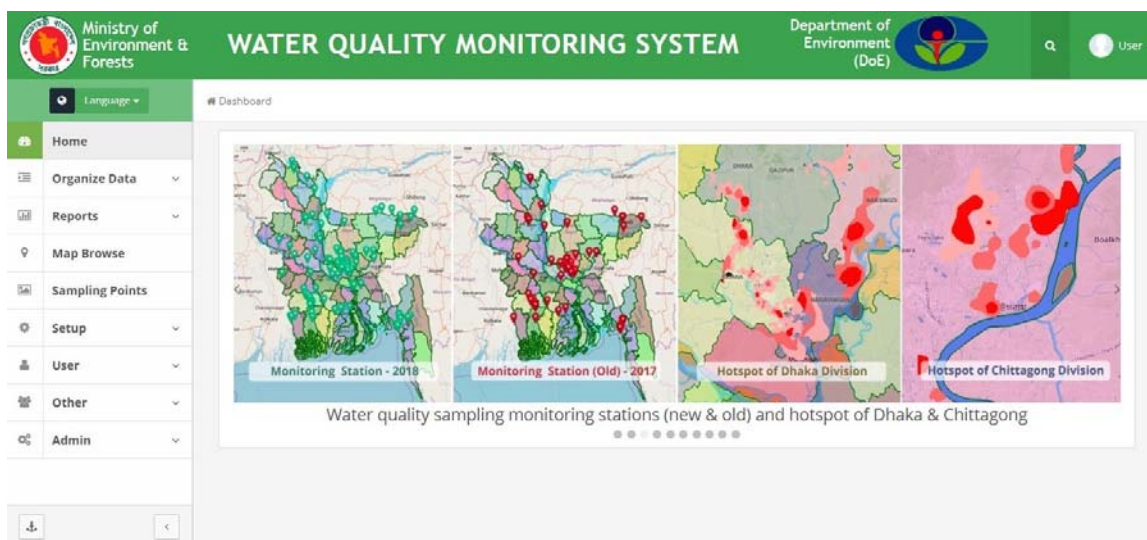 Ministry of
Environment &
Forests
WATER QUALITY MONITORING SYSTEM
Department of
Environment
(DoE)
User
Language
Dashboard
Home
Organize Data
Reports
Map Browse
Sampling Points
Setup
User
Other
Admin
Monitoring Station - 2018
Monitoring Station (Old) - 2017
Hotspot of Dhaka Division
Hotspot of Chittagong Division
Water quality sampling monitoring stations (new & old) and hotspot of Dhaka & Chittagong